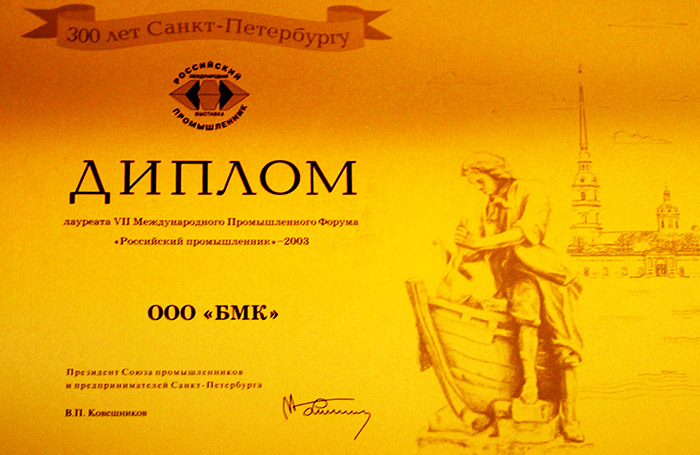 300 лет Санкт-Петербургу
РОССИЙСКИЙ
МЕЖДУНАРОДНАЯ
ВЫСТАВКА
ПРОМЫШЛЕННИК
ДИПЛОМ
лауреата VII Международного Промышленного Форума
«Российский промышленник»-2003
ООО «БМК»
Президент Союза промышленников
и предпринимателей Санкт-Петербурга
В.П. Ковешников